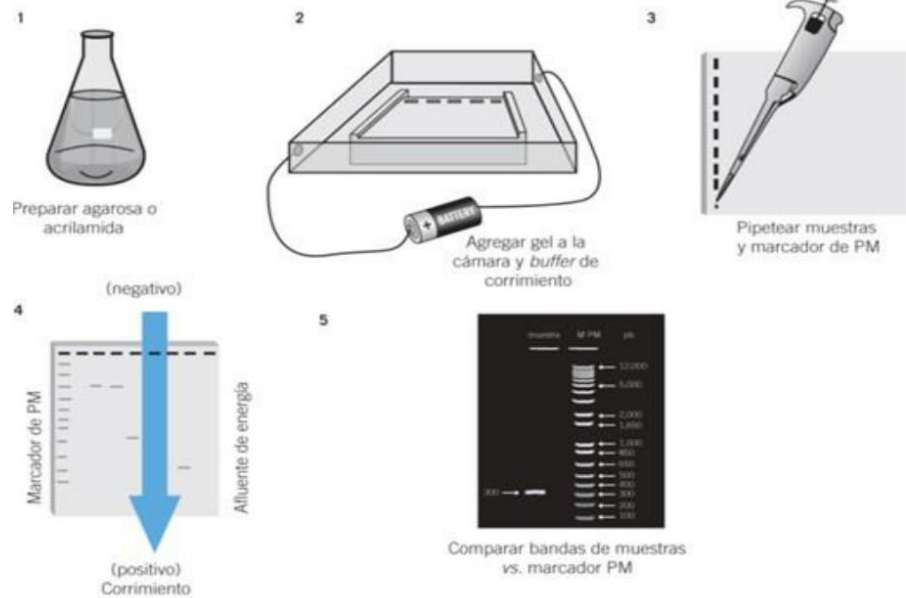 1
Preparar agarosa o
acrilamida
2
BATTERY
+
Agregar gel a la
cámara y buffer de
corrimiento
3
Pipetear muestras
y marcador de PM
4
(negativo)
Marcador de PM
Afluente de energía
(positivo)
Corrimiento
5
muestra M PM pb
12,000
5,000
2,000
1,650
1,000
850
650
500
400
300
200
100
300
Comparar bandas de muestras
vs. marcador PM